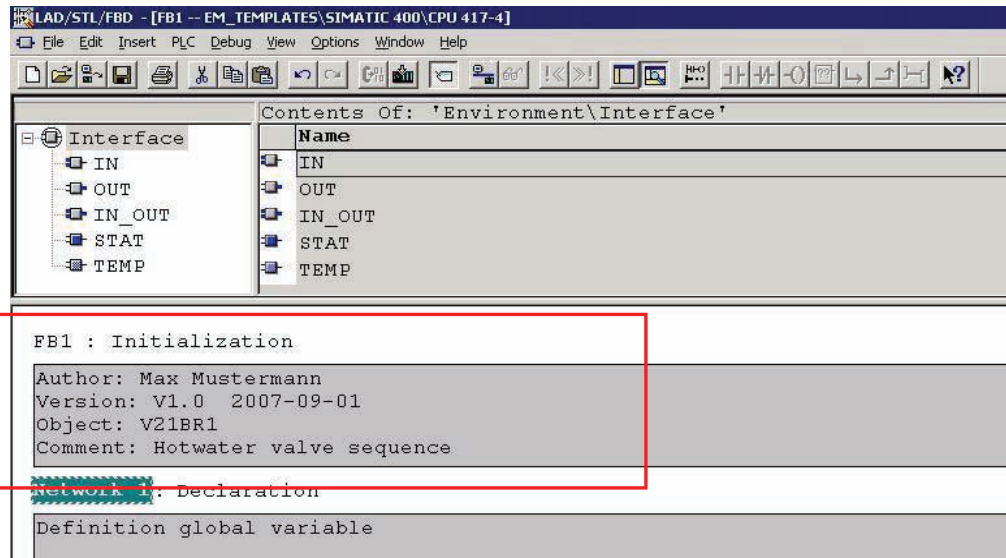 LAD/STL/FBD - [FB1 -- EM_TEMPLATES\SIMATIC 400\CPU 417-4]
File Edit Insert PLC Debug View Options Window Help
Contents Of: 'Environment\Interface'
Interface
IN
OUT
IN_OUT
STAT
TEMP
Name
IN
OUT
IN_OUT
STAT
TEMP
FB1 : Initialization
Author: Max Mustermann
Version: V1.0 2007-09-01
Object: V21BR1
Comment: Hotwater valve sequence
Network 1: Declaration
Definition global variable